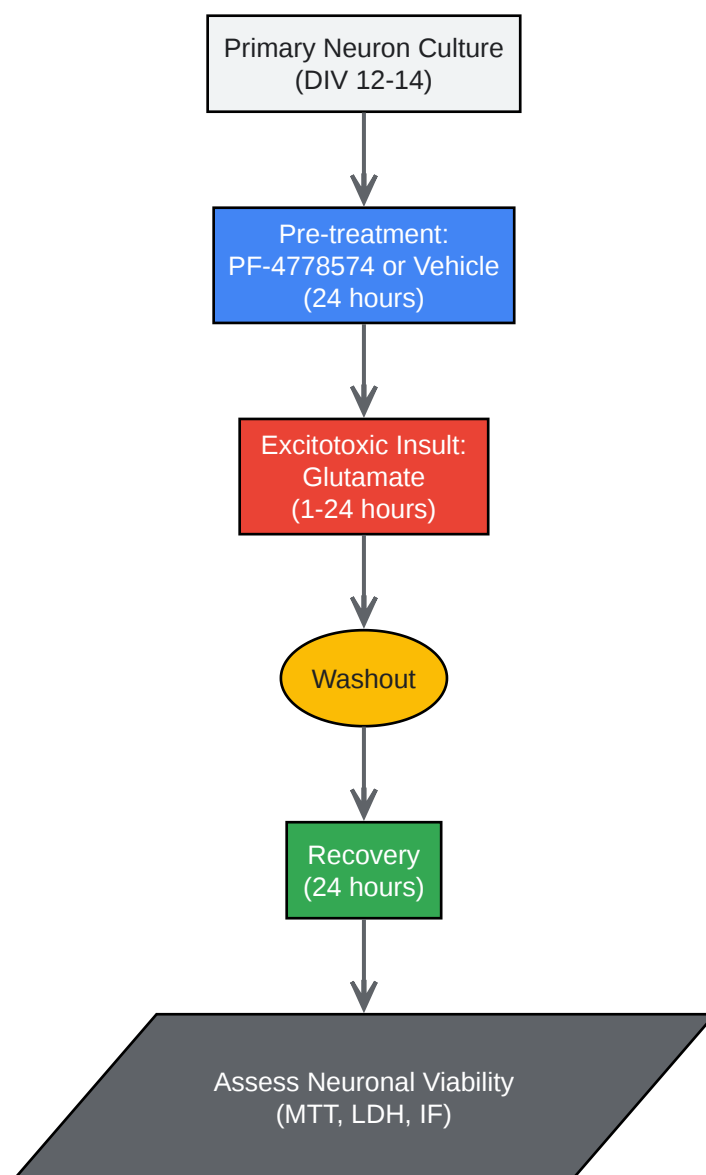 Primary Neuron Culture
(DIV 12-14)
Pre-treatment:
PF-4778574 or Vehicle
(24 hours)
Excitotoxic Insult:
Glutamate
(1-24 hours)
Washout
Recovery
(24 hours)
Assess Neuronal Viability
(MTT, LDH, IF)